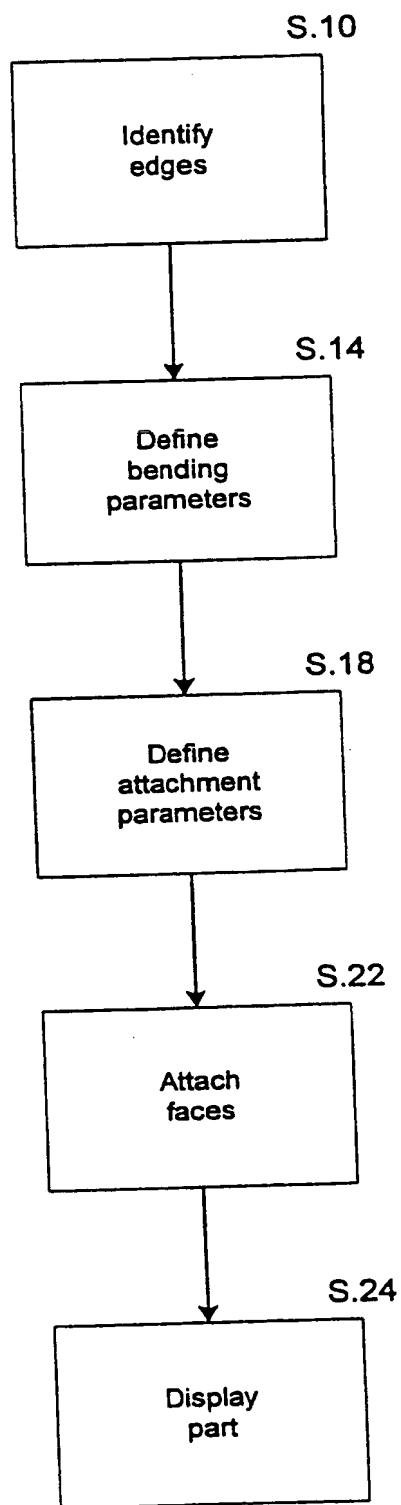 S.10
Identify
edges
S.14
Define
bending
parameters
S.18
Define
attachment
parameters
S.22
Attach
faces
S.24
Display
part